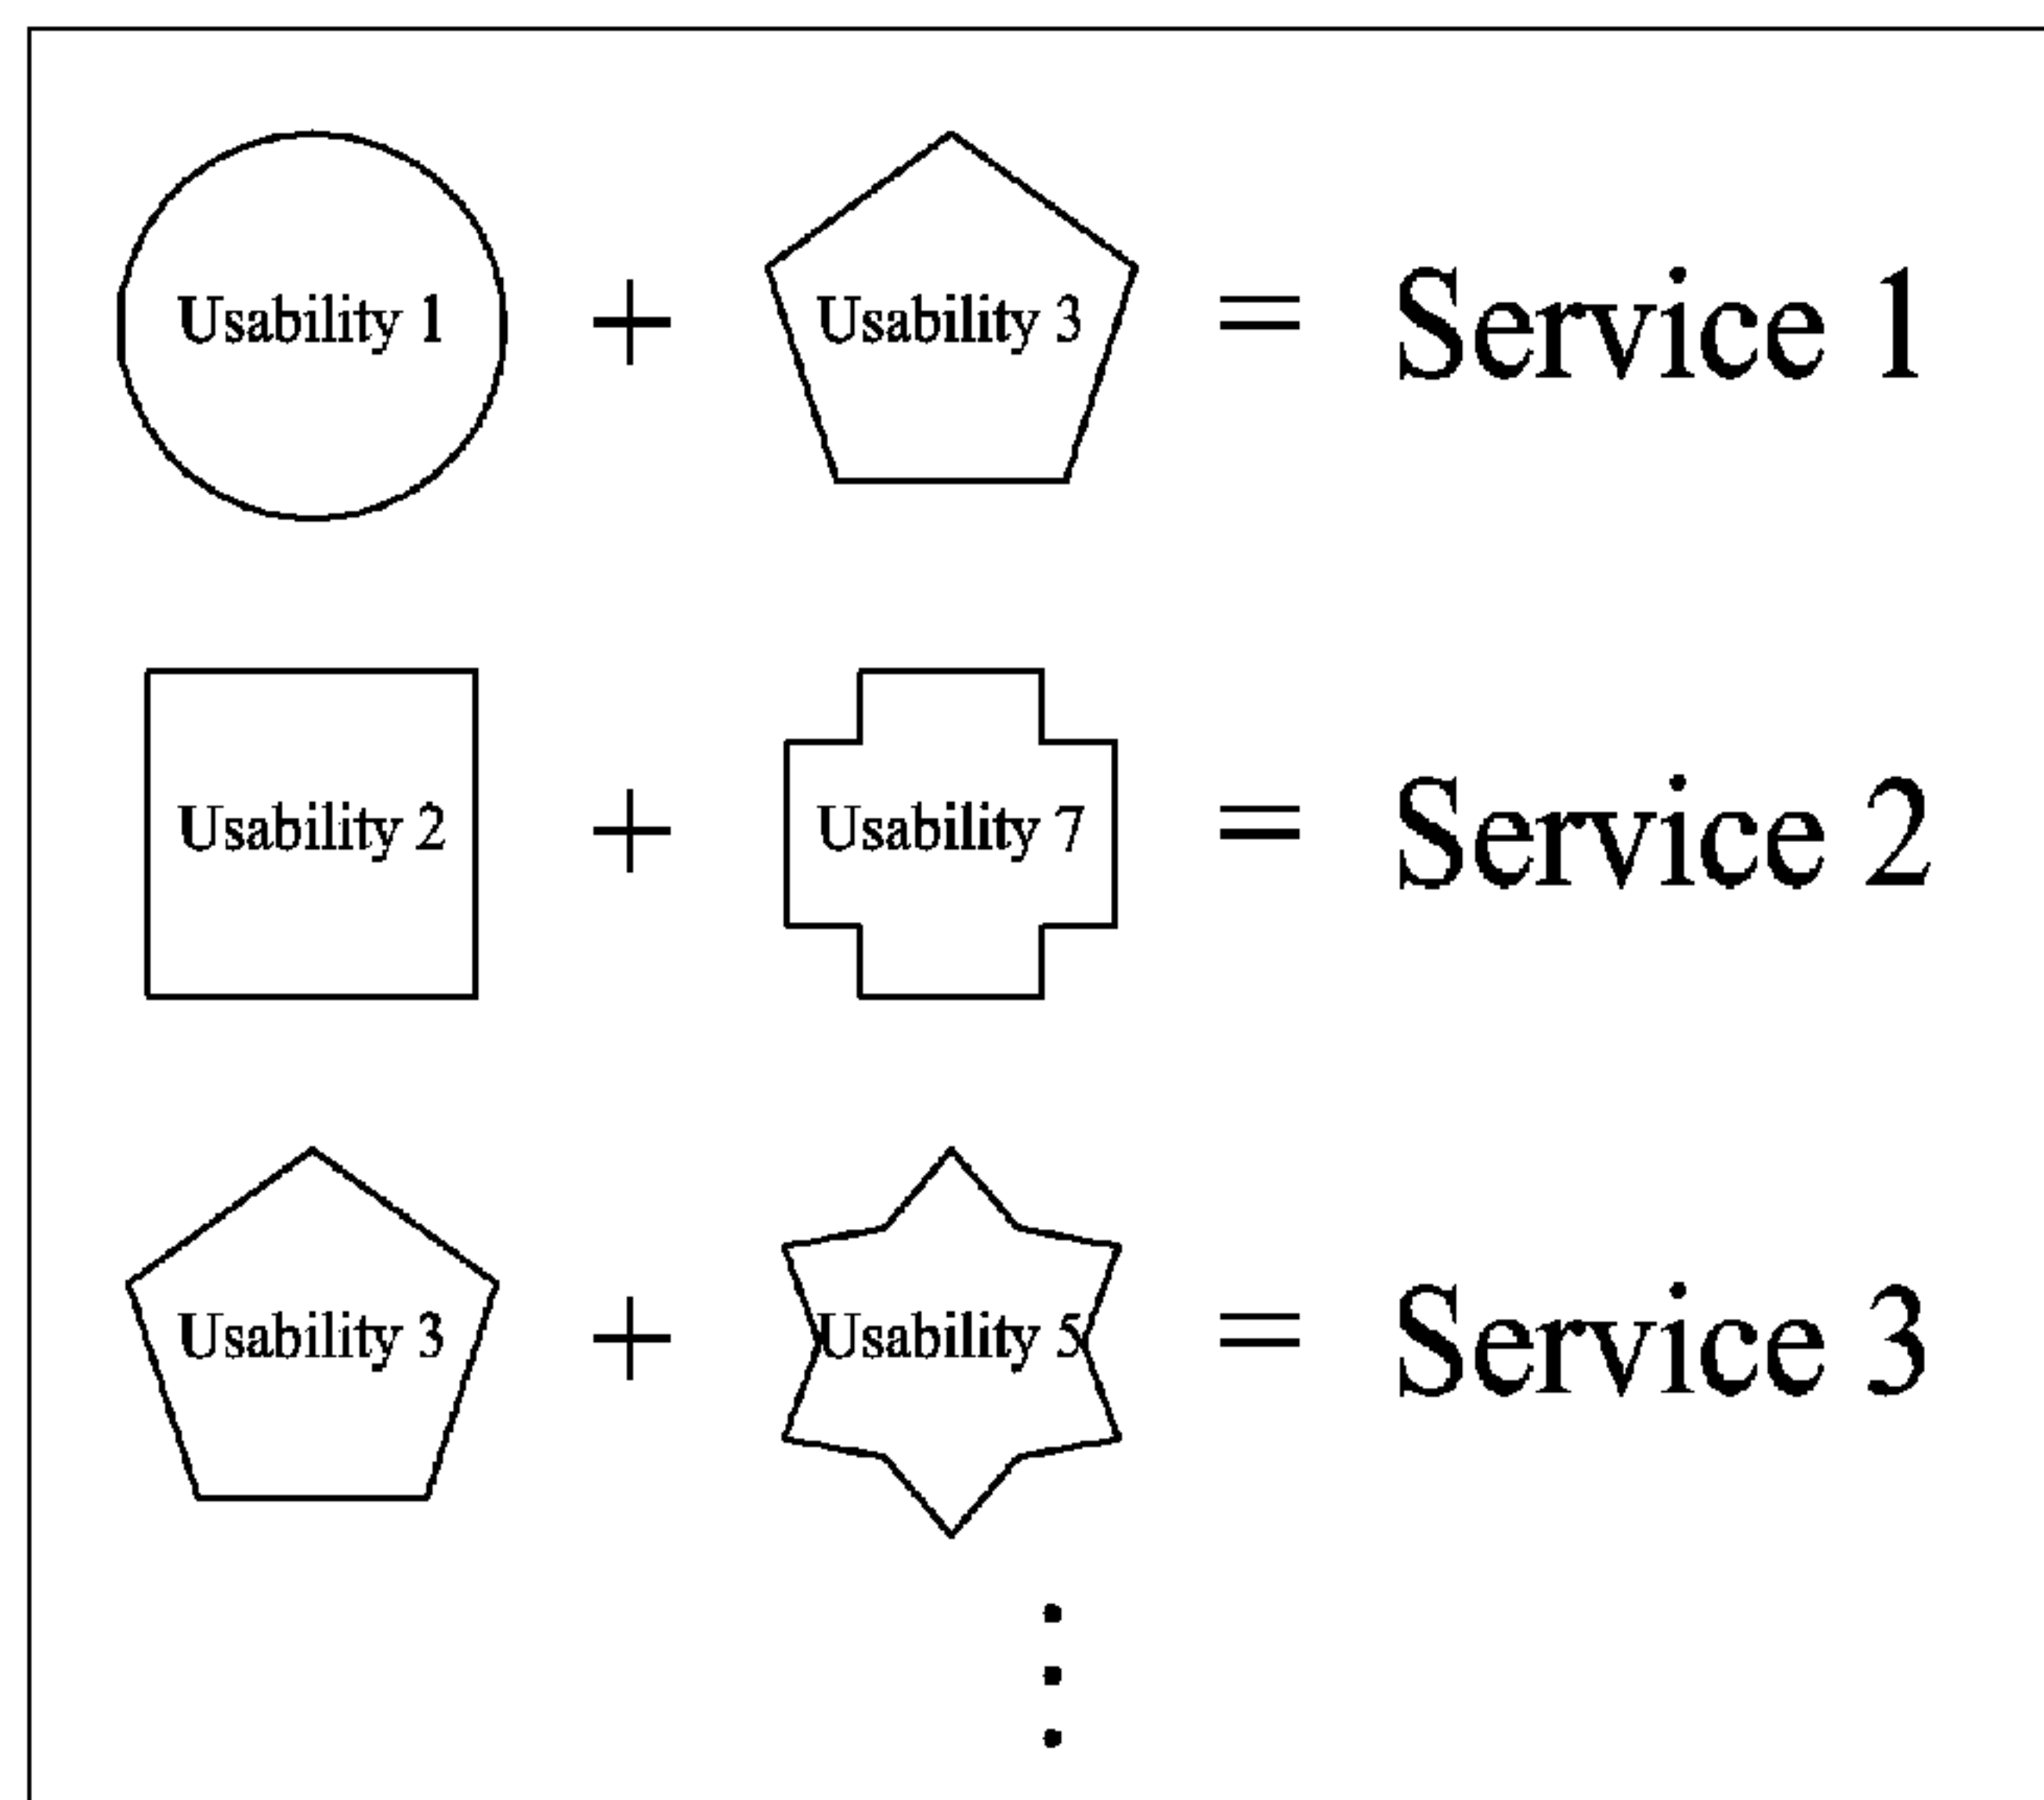 Usability 1 + Usability 3 = Service 1
Usability 2 + Usability 7 = Service 2
Usability 3 + Usability 5 = Service 3